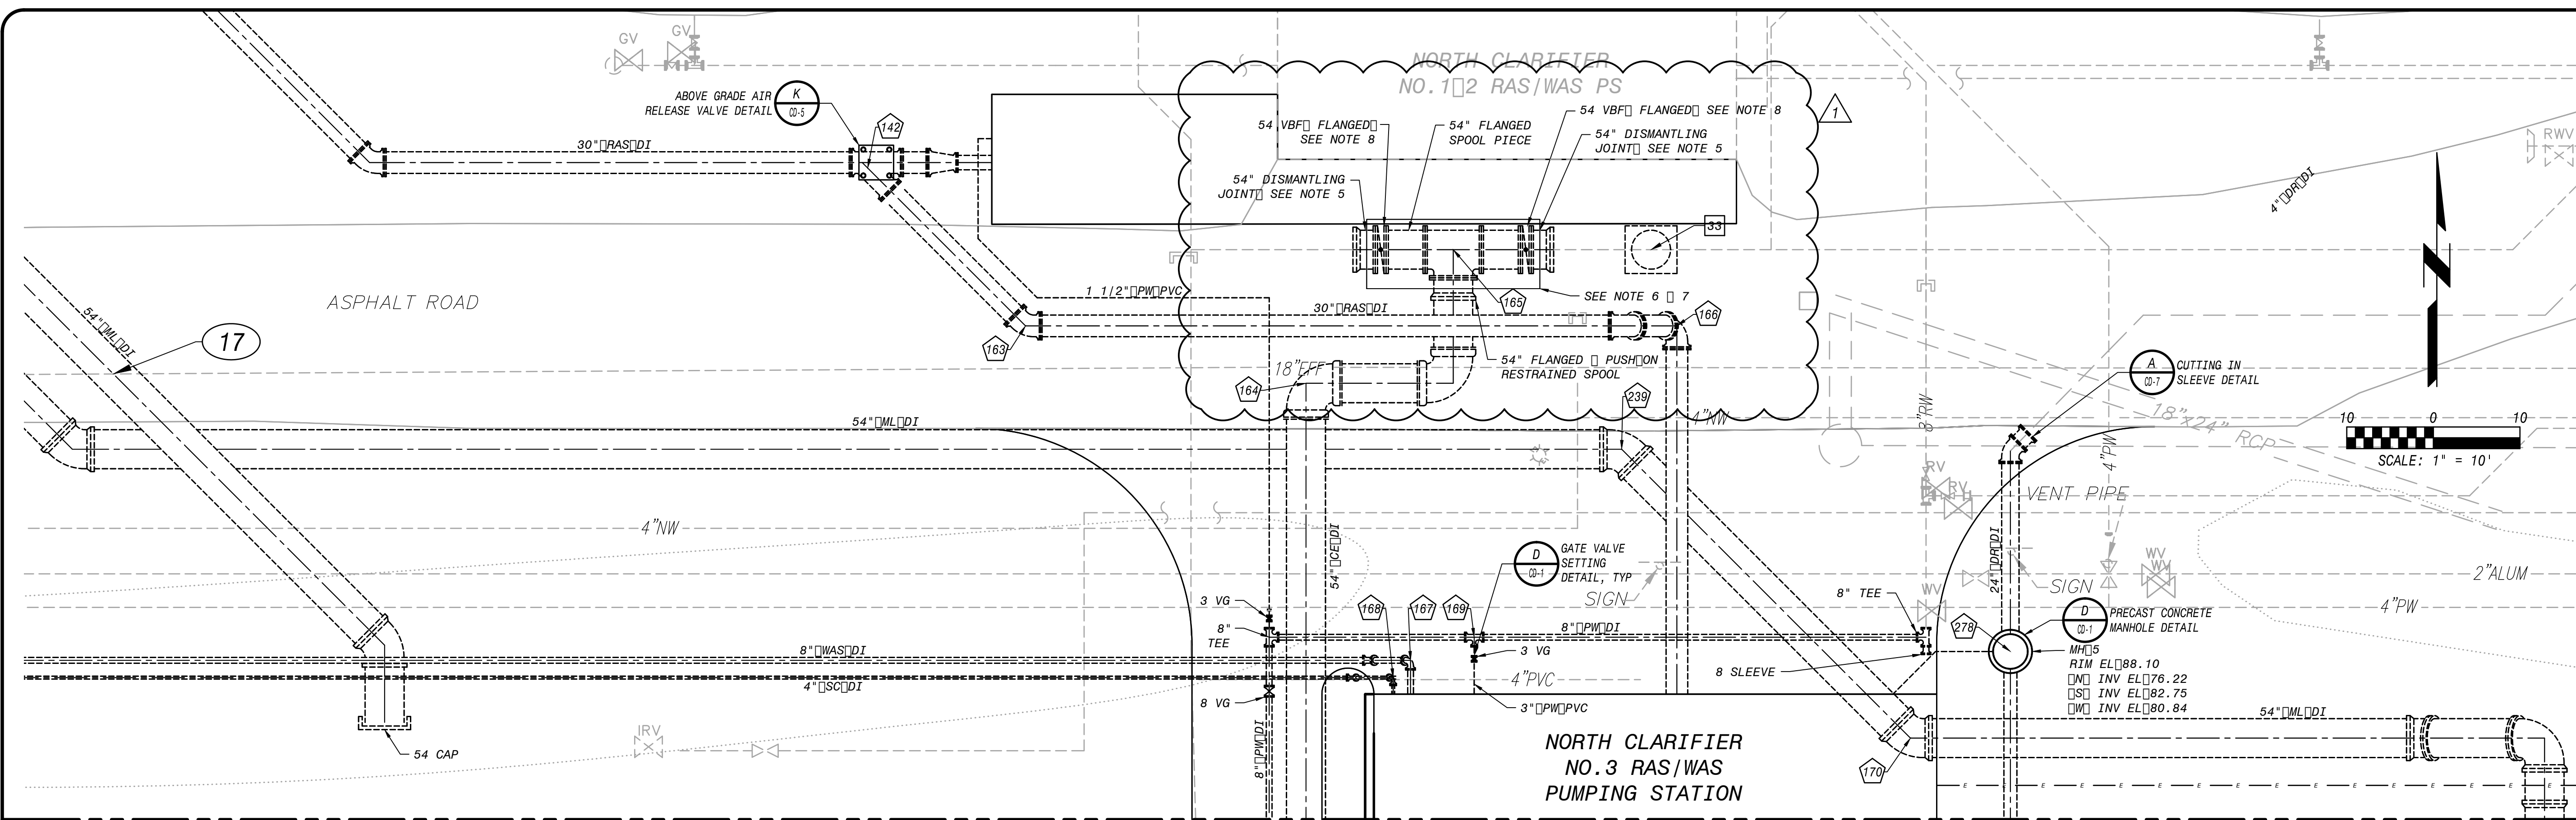 GV
GV
NORTH CLARIFIER
NO.1▯2 RAS/WAS PS
K
CD-5
ABOVE GRADE AIR
RELEASE VALVE DETAIL
142
54 VBF▯ FLANGED▯
SEE NOTE 8
54" FLANGED
SPOOL PIECE
54 VBF▯ FLANGED▯ SEE NOTE 8
54" DISMANTLING
JOINT▯ SEE NOTE 5
1
RWV
30"▯RAS▯DI
54" DISMANTLING
JOINT▯ SEE NOTE 5
4"▯DR▯DI
33
ASPHALT ROAD
1 1/2"▯PW▯PVC
30"▯RAS▯DI
165
SEE NOTE 6 ▯ 7
166
54"▯ML▯DI
17
163
54" FLANGED ▯ PUSH▯ON
RESTRAINED SPOOL
18"EFF
164
239
A
CD-7
CUTTING IN
SLEEVE DETAIL
4"NW
8"RW
18"x24" RCP
10 0 10
SCALE: 1" = 10'
54"▯ML▯DI
4"PW
RV
RV
VENT PIPE
4"NW
54"▯CE▯DI
D
CD-1
GATE VALVE
SETTING
DETAIL, TYP
SIGN
24"▯DR▯DI
SIGN
WV
WV
WV
2"ALUM
4"PW
3 VG
8"
TEE
168
167
169
8"▯PW▯DI
8" TEE
278
D
CD-1
PRECAST CONCRETE
MANHOLE DETAIL
8"▯WAS▯DI
3 VG
MH▯5
RIM EL▯88.10
▯N▯ INV EL▯76.22
▯S▯ INV EL▯82.75
▯W▯ INV EL▯80.84
4"▯SC▯DI
4"PVC
8 SLEEVE
8 VG
3"▯PW▯PVC
54"▯ML▯DI
IRV
54 CAP
8"▯PW▯DI
NORTH CLARIFIER
NO.3 RAS/WAS
PUMPING STATION
170
E E E E E E E E E E E E